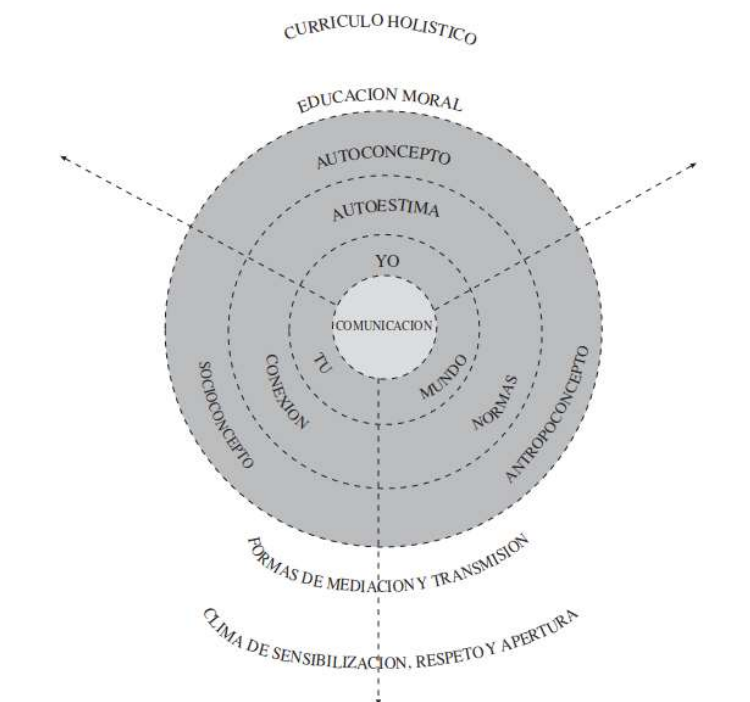 CURRICULO HOLISTICO
EDUCACION MORAL
AUTOCONCEPTO
AUTOESTIMA
YO
COMUNICACION
TU
MUNDO
CONEXION
NORMAS
SOCIOCONCEPTO
ANTROPOCONCEPTO
FORMAS DE MEDIACION Y TRANSMISION
CLIMA DE SENSIBILIZACION, RESPETO Y APERTURA